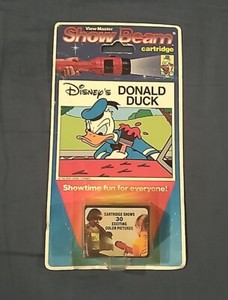 View-Master
Show Beam
cartridge
Disney's
DONALD
DUCK
Showtime fun for everyone!
CARTRIDGE SHOWS
30
EXCITING
COLOR PICTURES